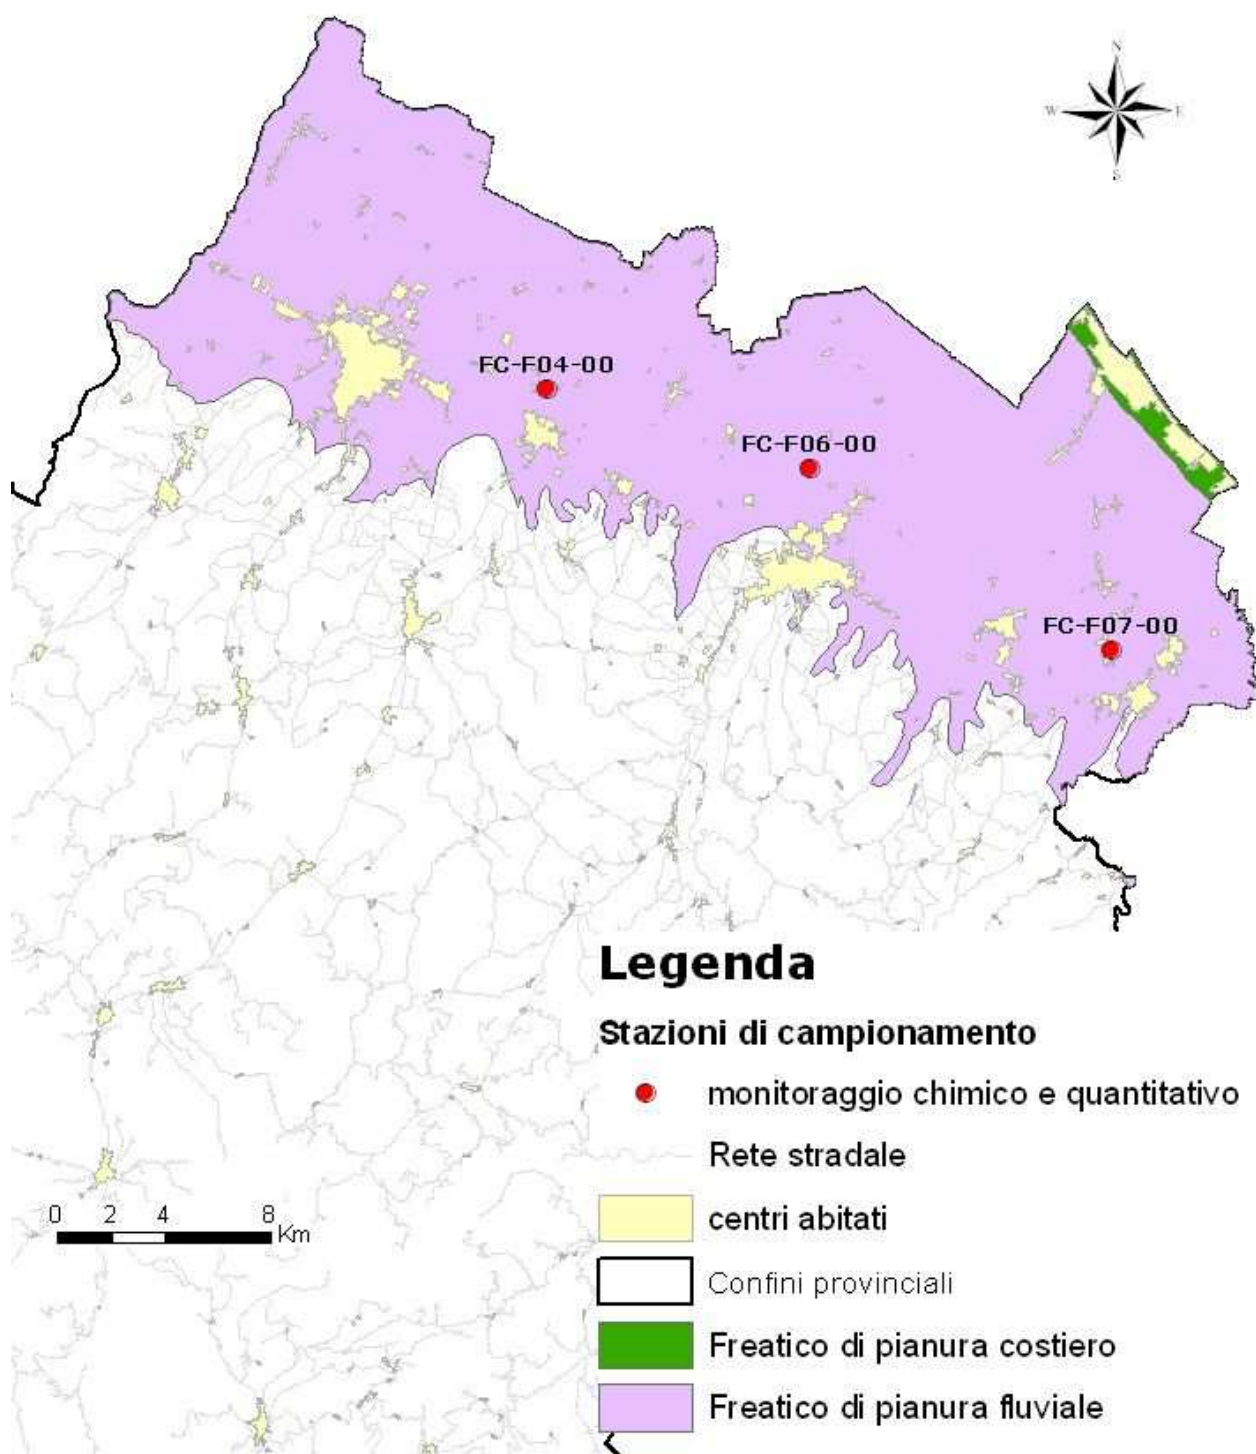 N
W E
S
FC-F04-00
FC-F06-00
FC-F07-00
Legenda
Stazioni di campionamento
monitoraggio chimico e quantitativo
Rete stradale
centri abitati
Confini provinciali
Freatico di pianura costiero
Freatico di pianura fluviale
0 2 4 8
Km